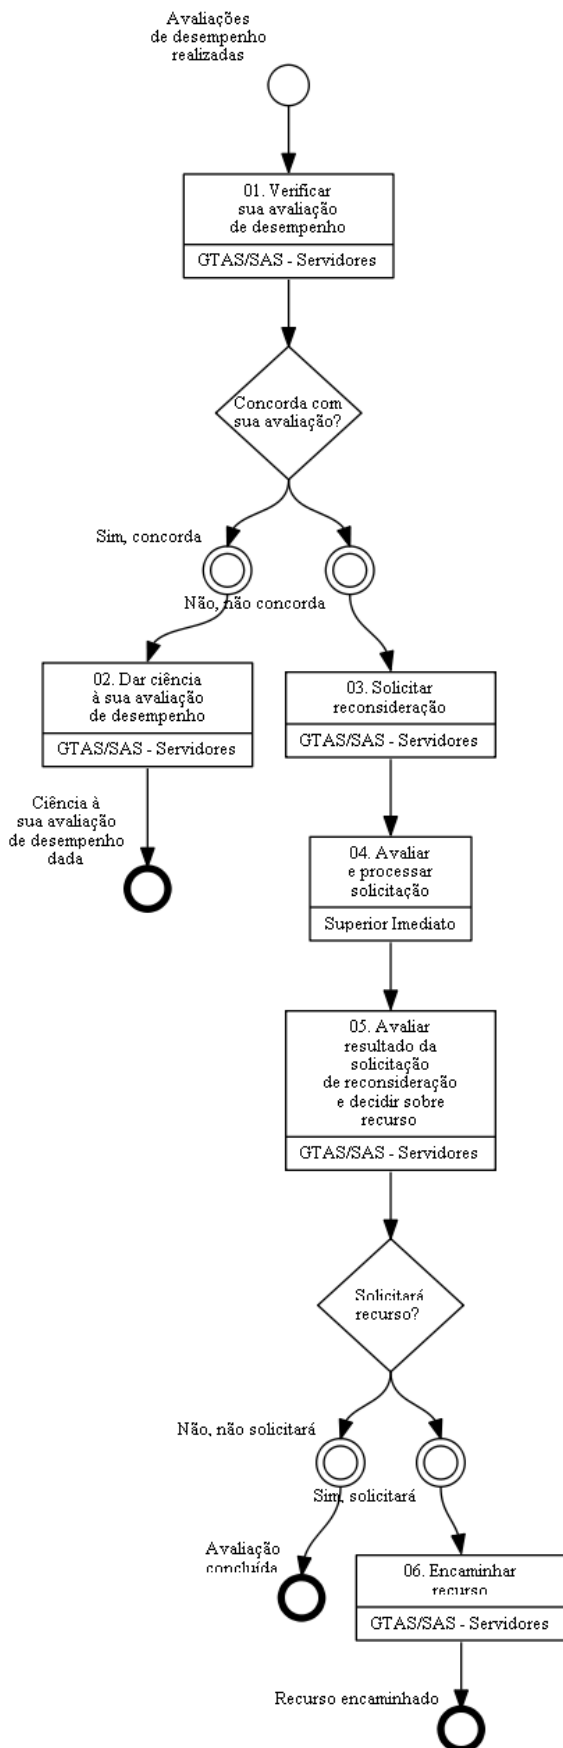 Avaliações
de desempenho
realizadas
01. Verificar
sua avaliação
de desempenho
GTAS/SAS - Servidores
Concorda com
sua avaliação?
Sim, concorda
Não, não concorda
02. Dar ciência
à sua avaliação
de desempenho
GTAS/SAS - Servidores
03. Solicitar
reconsideração
GTAS/SAS - Servidores
Ciência à
sua avaliação
de desempenho
dada
04. Avaliar
e processar
solicitação
Superior Imediato
05. Avaliar
resultado da
solicitação
de reconsideração
e decidir sobre
recurso
GTAS/SAS - Servidores
Solicitará
recurso?
Não, não solicitará
Sim, solicitará
Avaliação
concluída
06. Encaminhar
recurso
GTAS/SAS - Servidores
Recurso encaminhado